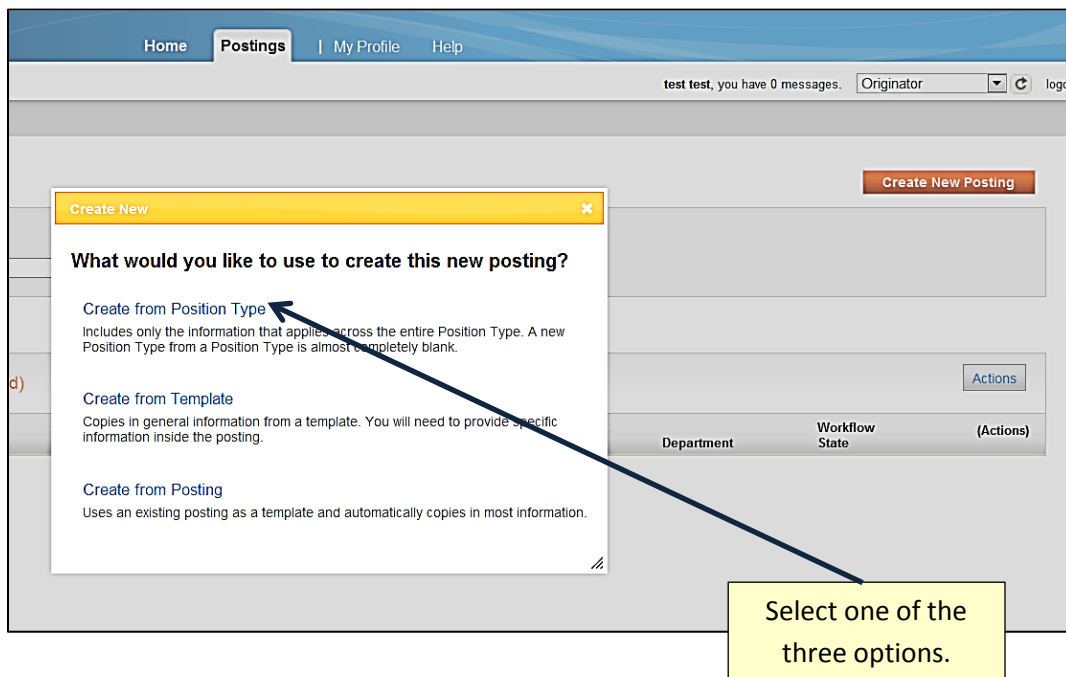 Home Postings | My Profile Help
test test, you have 0 messages. Originator
Create New Posting
Create New
What would you like to use to create this new posting?
Create from Position Type
Includes only the information that applies across the entire Position Type. A new
Position Type from a Position Type is almost completely blank.
d)
Actions
Create from Template
Copies in general information from a template. You will need to provide specific
information inside the posting.
Department
Workflow
State
(Actions)
Create from Posting
Uses an existing posting as a template and automatically copies in most information.
Select one of the
three options.